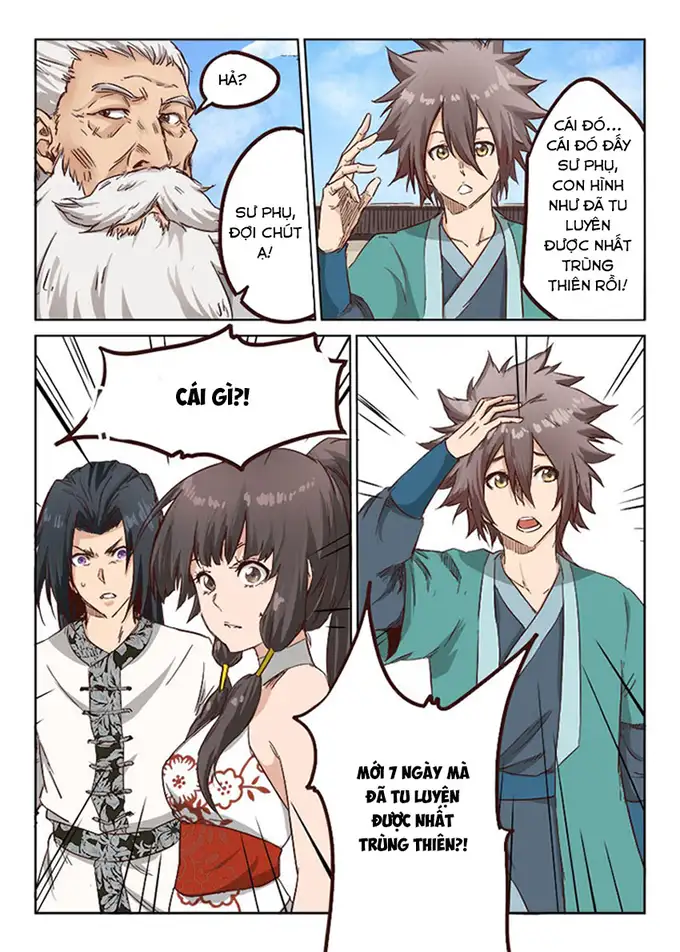 HẢ?
SƯ PHỤ,
ĐỢI CHÚT
Ạ!
CÁI ĐÓ...
CÁI ĐÓ ĐẤY
SƯ PHỤ,
CON HÌNH
NHƯ ĐÃ TU
LUYÊN
ĐƯỢC NHẤT
TRÙNG
THIÊN RỒI!
CÁI GÌ?!
MỚI 7 NGÀY MÀ
ĐÃ TU LUYỆN
ĐƯỢC NHẤT
TRÙNG THIÊN?!